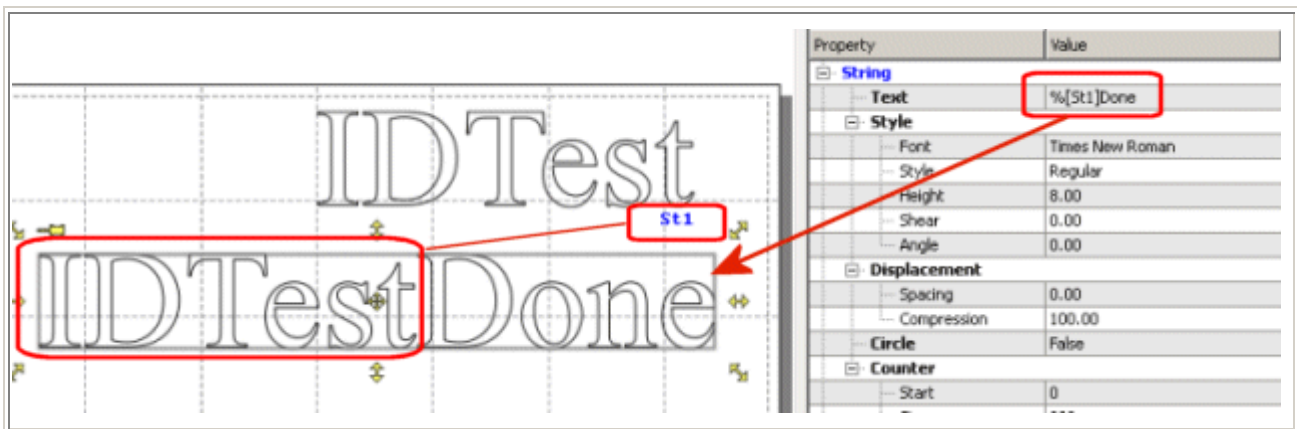 IDTest
St1
IDTestDone
Property Value
String
Text %[St1]Done
Style
Font Times New Roman
Style Regular
Height 8.00
Shear 0.00
Angle 0.00
Displacement
Spacing 0.00
Compression 100.00
Circle False
Counter
Start 0